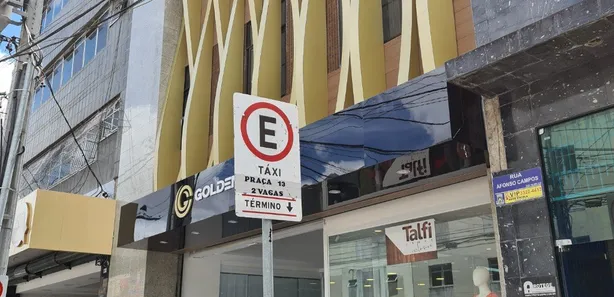 E
TÁXI
PRAÇA 13
2 VAGAS
TÉRMINO
G GOLDEN
Talfi
RUA
AFONSO CAMPOS